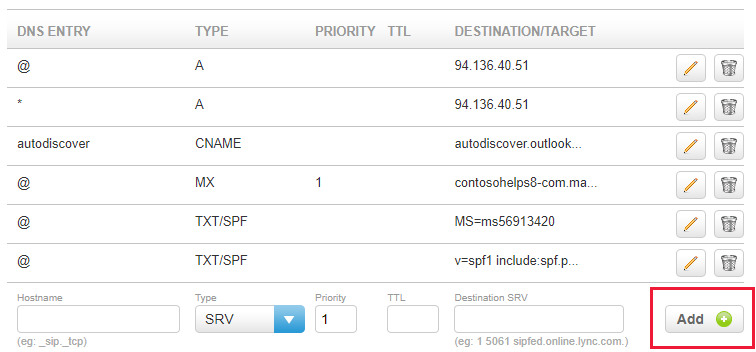 DNS ENTRY TYPE PRIORITY TTL DESTINATION/TARGET
@ A 94.136.40.51
* A 94.136.40.51
autodiscover CNAME autodiscover.outlook...
@ MX 1 contosohelps8-com.ma...
@ TXT/SPF MS=ms56913420
@ TXT/SPF v=spf1 include:spf.p...
Hostname Type Priority TTL Destination SRV
SRV 1 Add
(eg: _sip._tcp) (eg: 1 5061 sipfed.online.lync.com.)